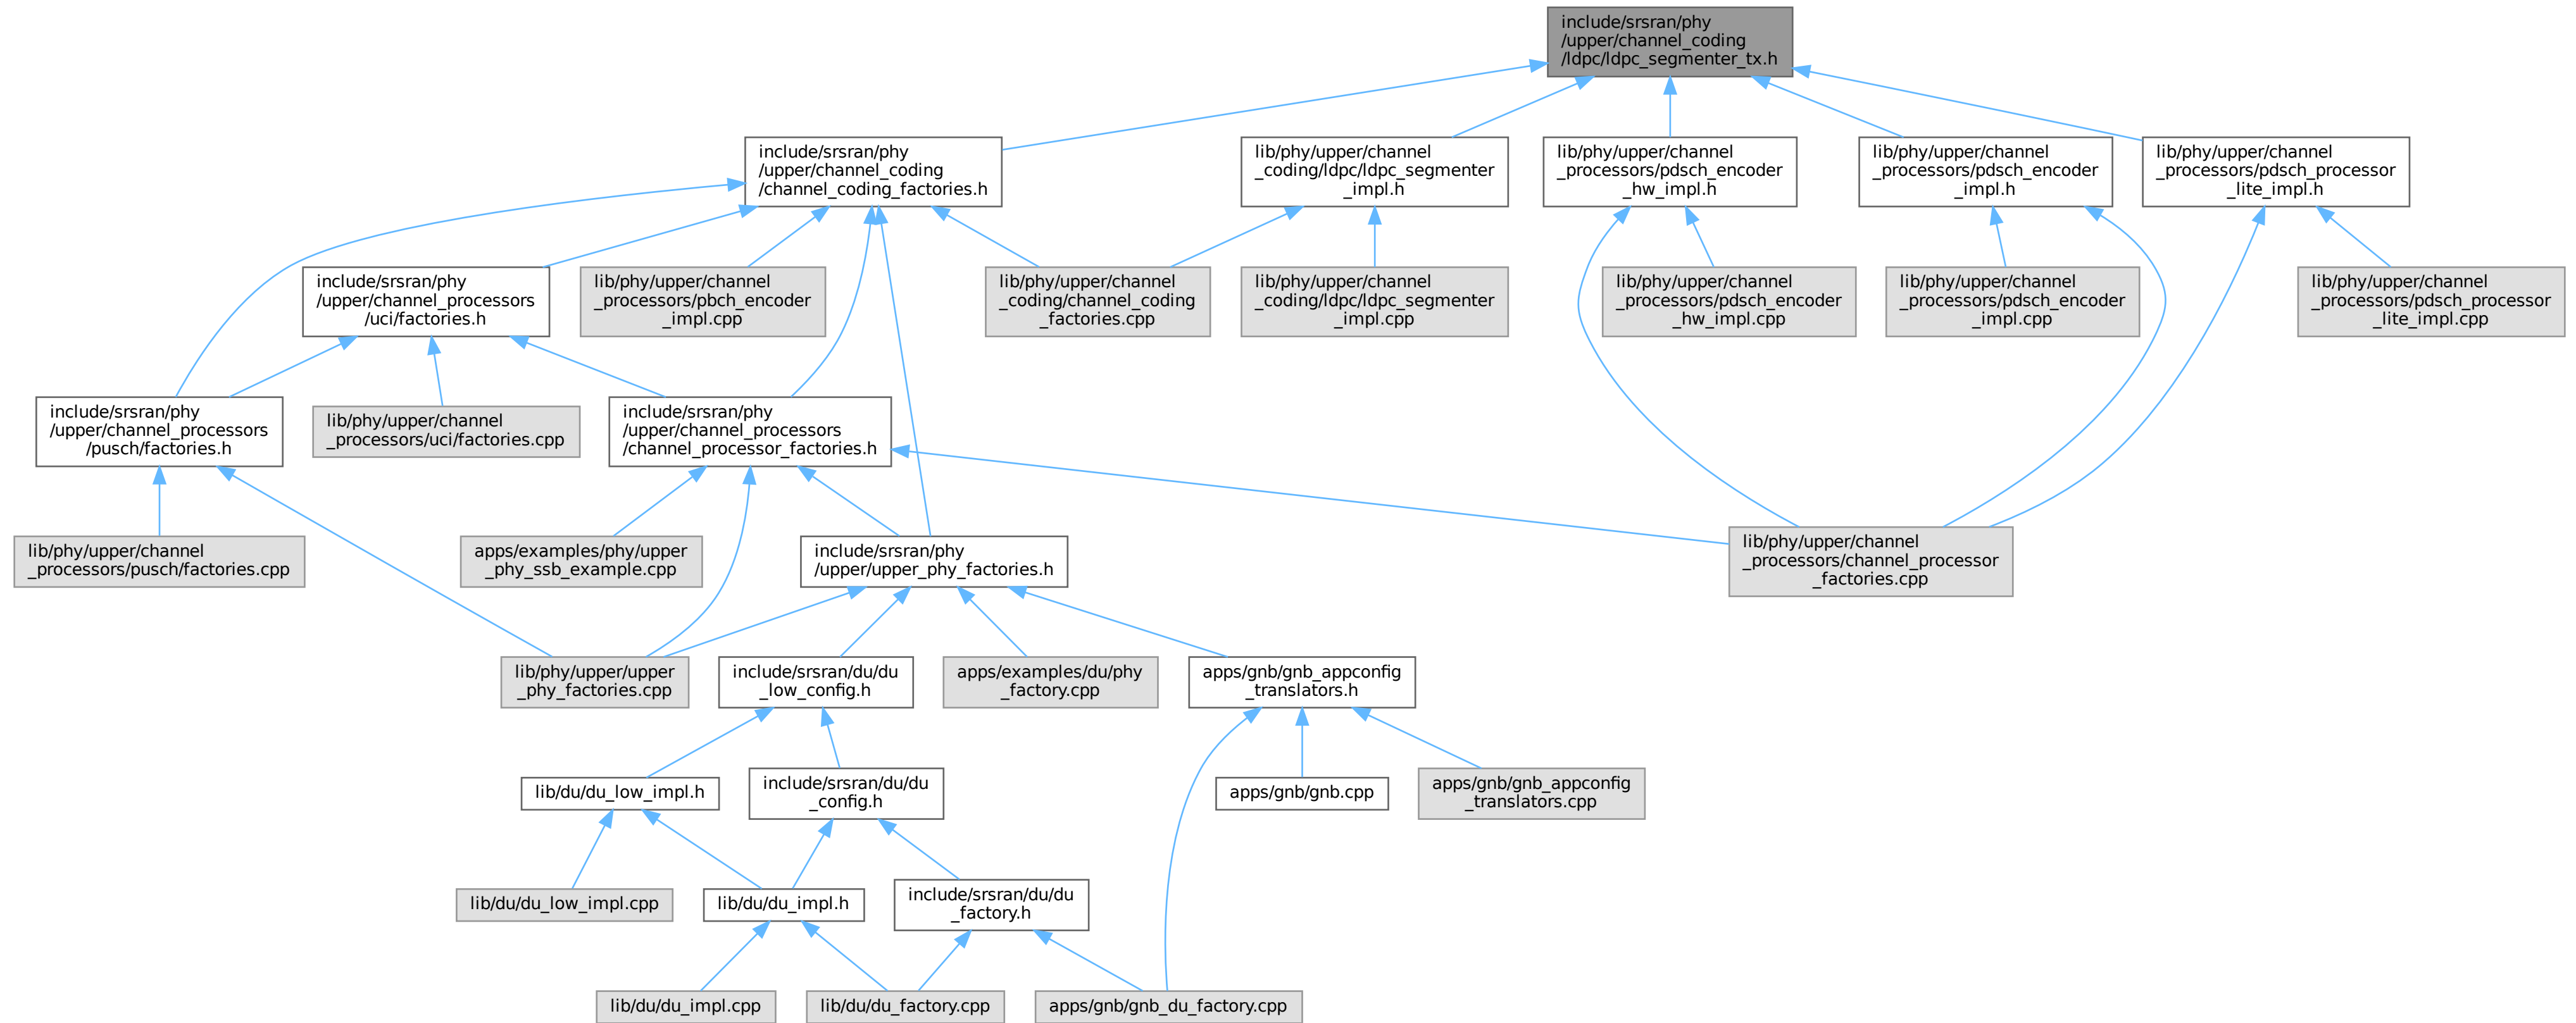 include/srsran/phy
/upper/channel_coding
/ldpc/ldpc_segmenter_tx.h
include/srsran/phy
/upper/channel_coding
/channel_coding_factories.h
lib/phy/upper/channel
_coding/ldpc/ldpc_segmenter
_impl.h
lib/phy/upper/channel
_processors/pdsch_encoder
_hw_impl.h
lib/phy/upper/channel
_processors/pdsch_encoder
_impl.h
lib/phy/upper/channel
_processors/pdsch_processor
_lite_impl.h
include/srsran/phy
/upper/channel_processors
/uci/factories.h
lib/phy/upper/channel
_processors/pbch_encoder
_impl.cpp
lib/phy/upper/channel
_coding/channel_coding
_factories.cpp
lib/phy/upper/channel
_coding/ldpc/ldpc_segmenter
_impl.cpp
lib/phy/upper/channel
_processors/pdsch_encoder
_hw_impl.cpp
lib/phy/upper/channel
_processors/pdsch_encoder
_impl.cpp
lib/phy/upper/channel
_processors/pdsch_processor
_lite_impl.cpp
include/srsran/phy
/upper/channel_processors
/pusch/factories.h
lib/phy/upper/channel
_processors/uci/factories.cpp
include/srsran/phy
/upper/channel_processors
/channel_processor_factories.h
lib/phy/upper/channel
_processors/pusch/factories.cpp
apps/examples/phy/upper
_phy_ssb_example.cpp
include/srsran/phy
/upper/upper_phy_factories.h
lib/phy/upper/channel
_processors/channel_processor
_factories.cpp
lib/phy/upper/upper
_phy_factories.cpp
include/srsran/du/du
_low_config.h
apps/examples/du/phy
_factory.cpp
apps/gnb/gnb_appconfig
_translators.h
lib/du/du_low_impl.h
include/srsran/du/du
_config.h
apps/gnb/gnb.cpp
apps/gnb/gnb_appconfig
_translators.cpp
lib/du/du_low_impl.cpp
lib/du/du_impl.h
include/srsran/du/du
_factory.h
lib/du/du_impl.cpp
lib/du/du_factory.cpp
apps/gnb/gnb_du_factory.cpp